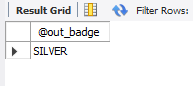 Result Grid Filter Rows:
@out_badge
SILVER